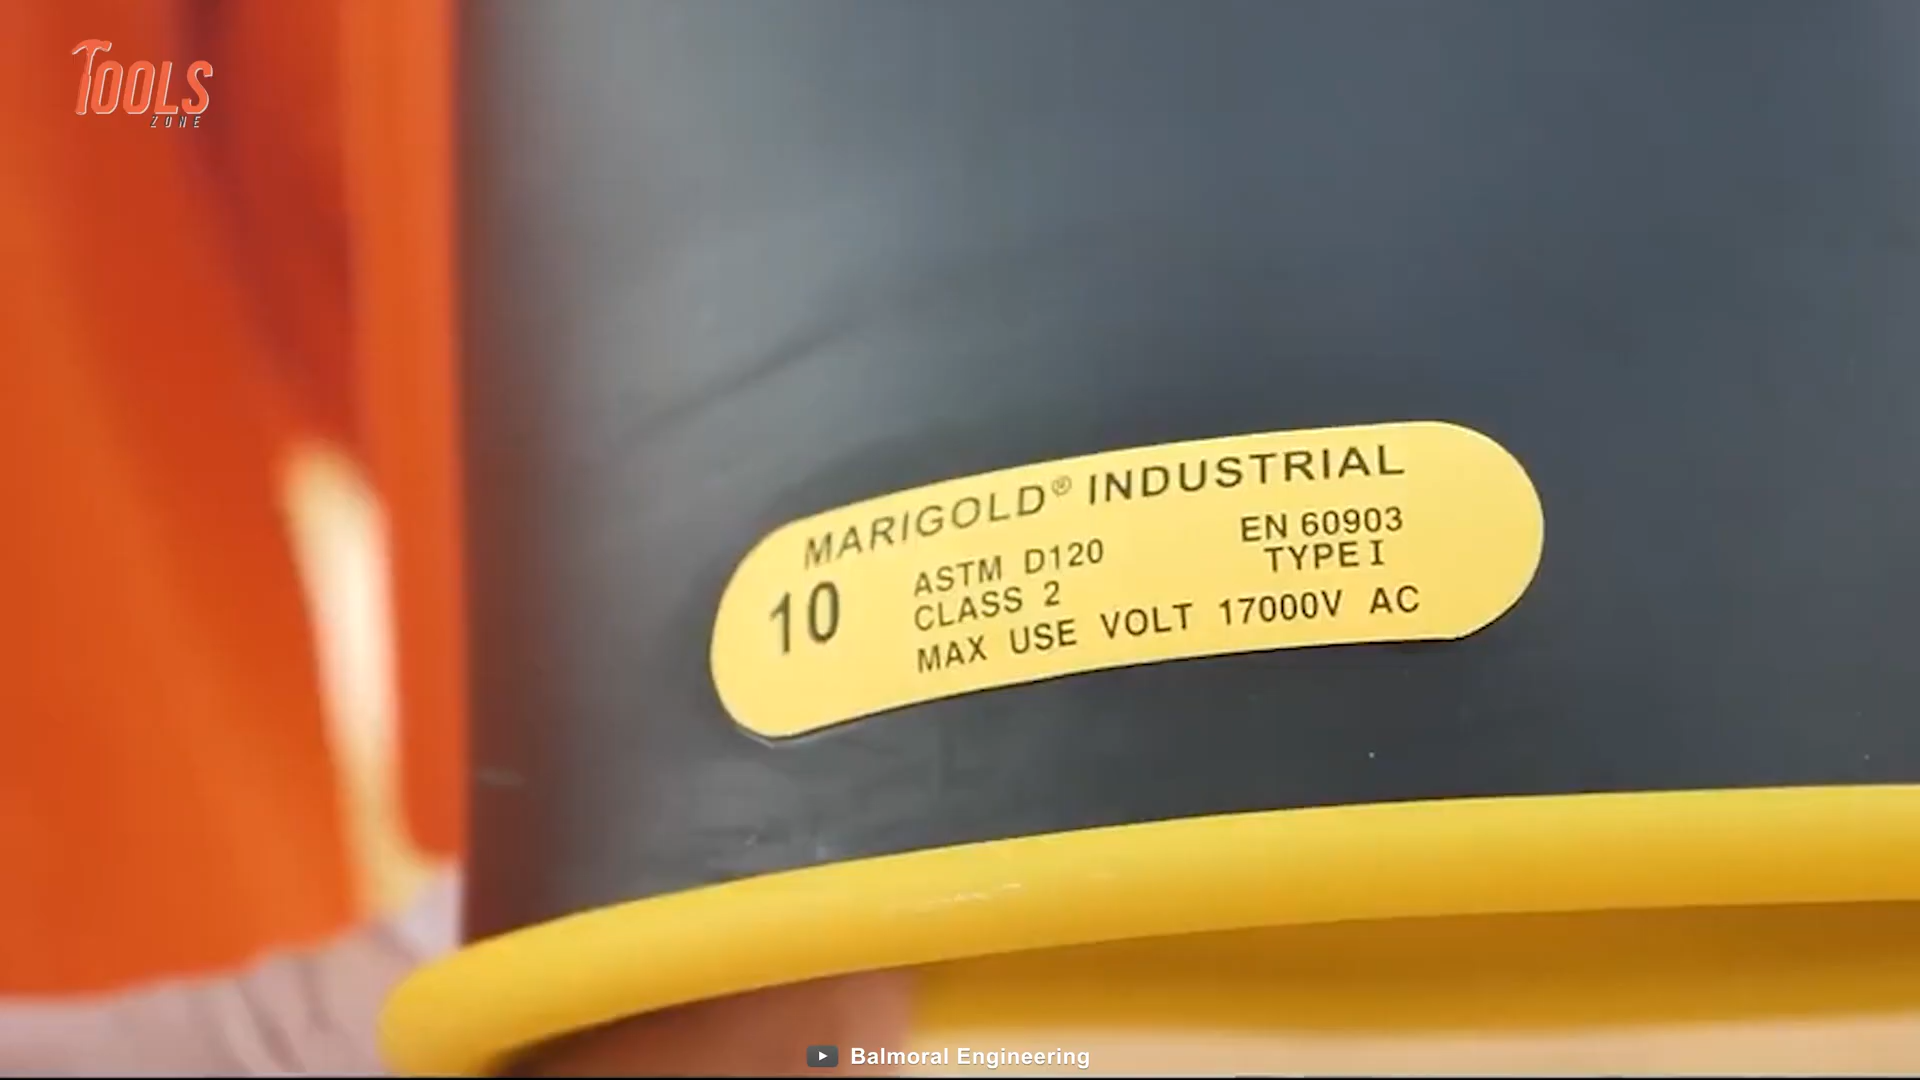 TOOLS
ZONE
MARIGOLD® INDUSTRIAL
10
ASTM D120
CLASS 2
EN 60903
TYPE I
MAX USE VOLT 17000V AC
Balmoral Engineering